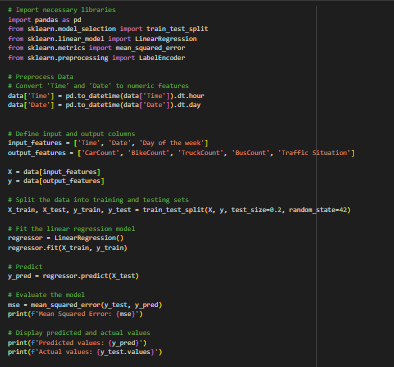 # Import necessary libraries
import pandas as pd
from sklearn.model_selection import train_test_split
from sklearn.linear_model import LinearRegression
from sklearn.metrics import mean_squared_error
from sklearn.preprocessing import LabelEncoder
# Preprocess Data
# Convert 'Time' and 'Date' to numeric features
data['Time'] = pd.to_datetime(data['Time']).dt.hour
data['Date'] = pd.to_datetime(data['Date']).dt.day
# Define input and output columns
input_features = ['Time', 'Date', 'Day of the week']
output_features = ['CarCount', 'BikeCount', 'TruckCount', 'BusCount', 'Traffic Situation']
X = data[input_features]
y = data[output_features]
# Split the data into training and testing sets
X_train, X_test, y_train, y_test = train_test_split(X, y, test_size=0.2, random_state=42)
# Fit the linear regression model
regressor = LinearRegression()
regressor.fit(X_train, y_train)
# Predict
y_pred = regressor.predict(X_test)
# Evaluate the model
mse = mean_squared_error(y_test, y_pred)
print(f'Mean Squared Error: {mse}')
# Display predicted and actual values
print(f'Predicted values: {y_pred}')
print(f'Actual values: {y_test.values}')